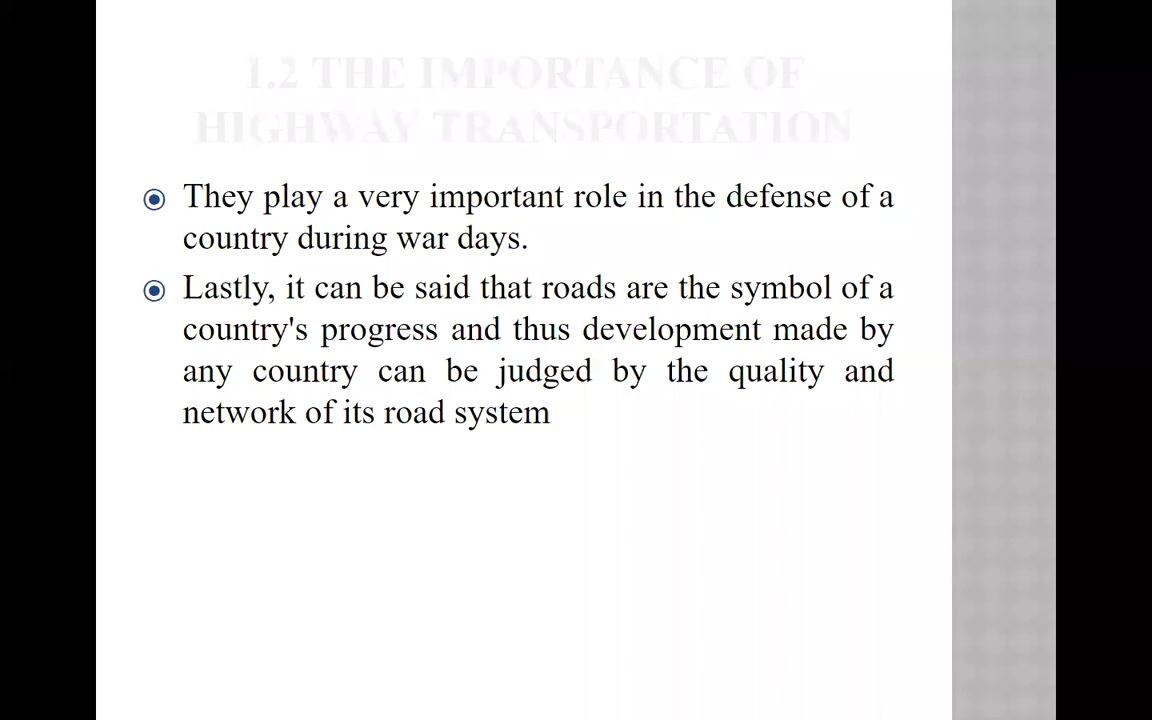 1.2 THE IMPORTANCE OF
HIGHWAY TRANSPORTATION
They play a very important role in the defense of a
country during war days.
Lastly, it can be said that roads are the symbol of a
country's progress and thus development made by
any country can be judged by the quality and
network of its road system